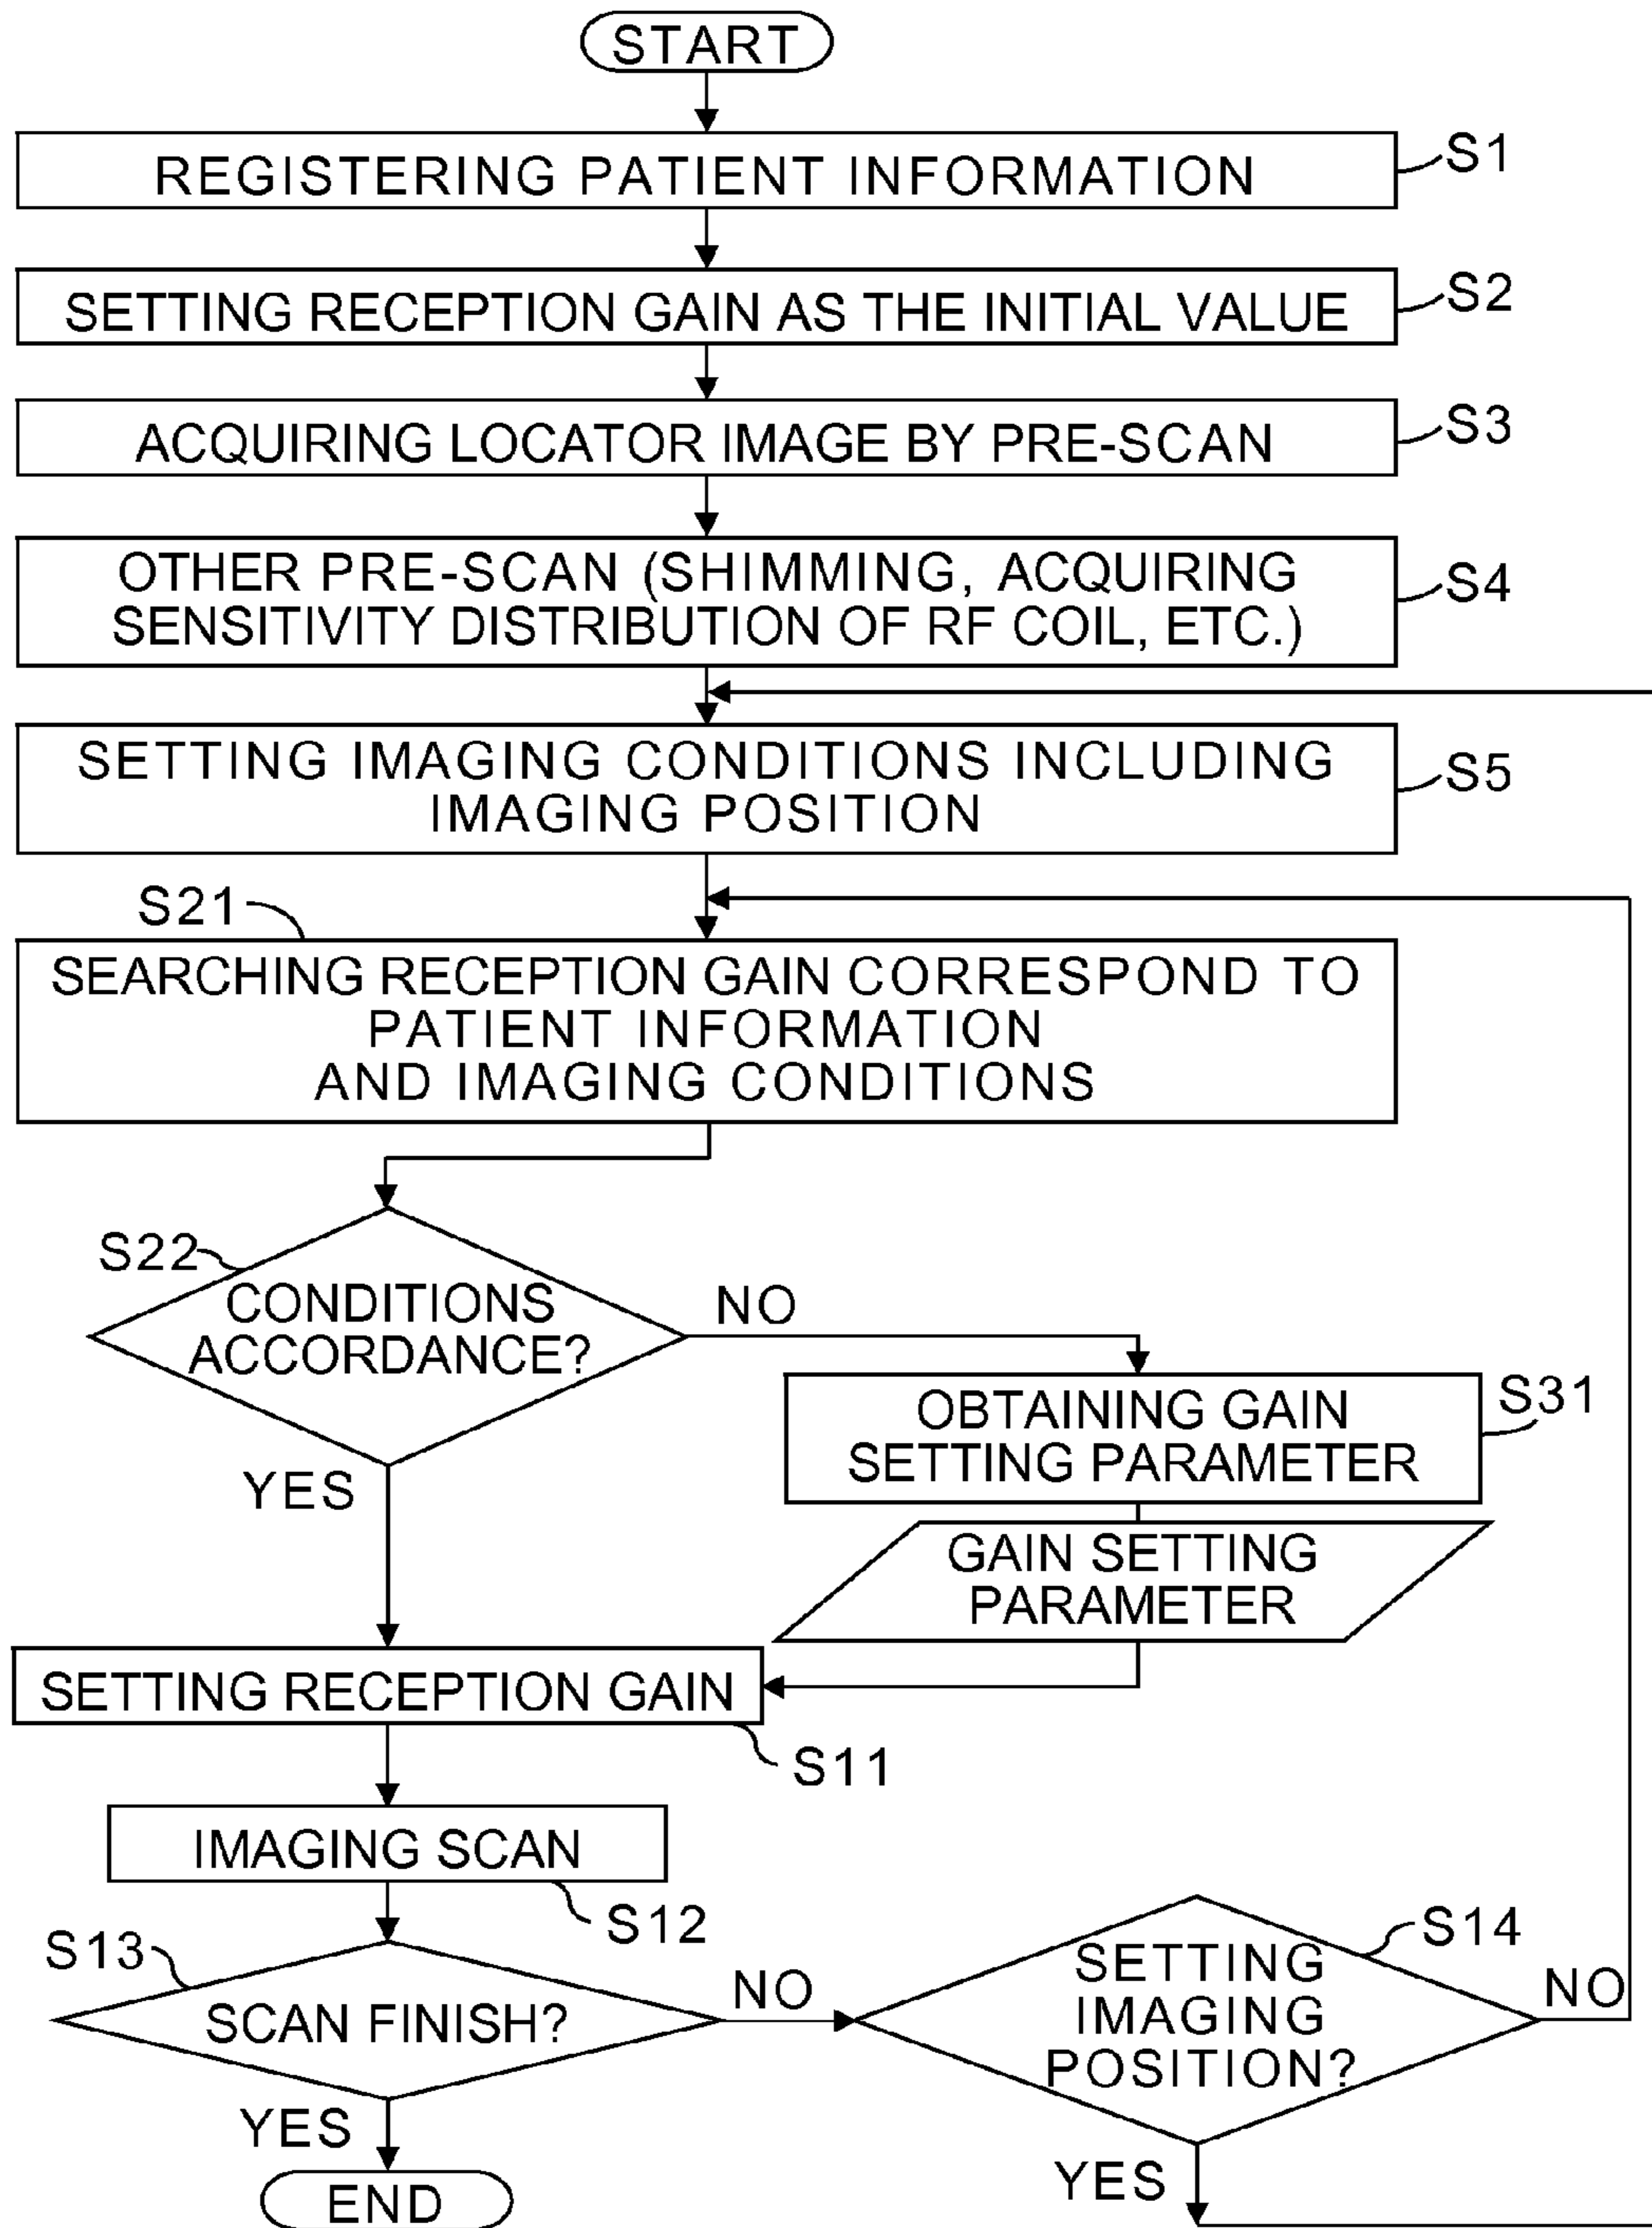 START
REGISTERING PATIENT INFORMATION
S1
SETTING RECEPTION GAIN AS THE INITIAL VALUE
S2
ACQUIRING LOCATOR IMAGE BY PRE-SCAN
S3
OTHER PRE-SCAN (SHIMMING, ACQUIRING
SENSITIVITY DISTRIBUTION OF RF COIL, ETC.)
S4
SETTING IMAGING CONDITIONS INCLUDING
IMAGING POSITION
S5
S21
SEARCHING RECEPTION GAIN CORRESPOND TO
PATIENT INFORMATION
AND IMAGING CONDITIONS
S22
CONDITIONS
ACCORDANCE?
NO
YES
OBTAINING GAIN
SETTING PARAMETER
S31
GAIN SETTING
PARAMETER
SETTING RECEPTION GAIN
S11
IMAGING SCAN
S12
S13
SCAN FINISH?
NO
YES
S14
SETTING
IMAGING
POSITION?
NO
YES
END